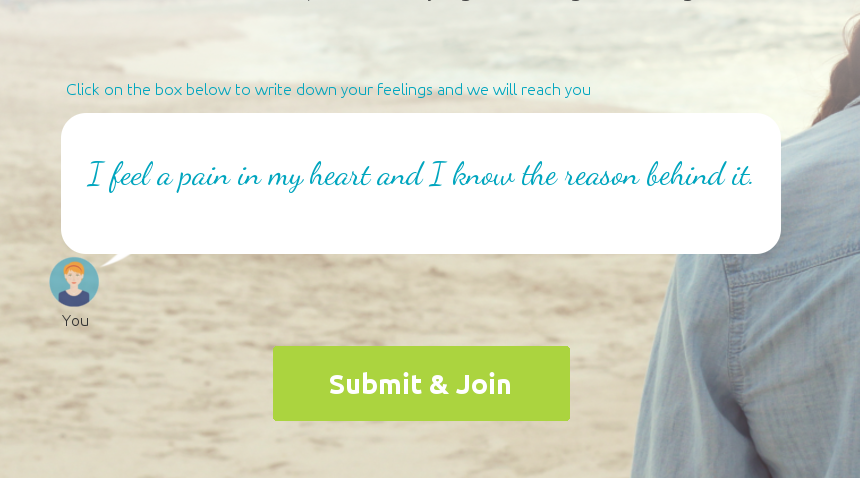 Click on the box below to write down your feelings and we will reach you
I feel a pain in my heart and I know the reason behind it.
You
Submit & Join